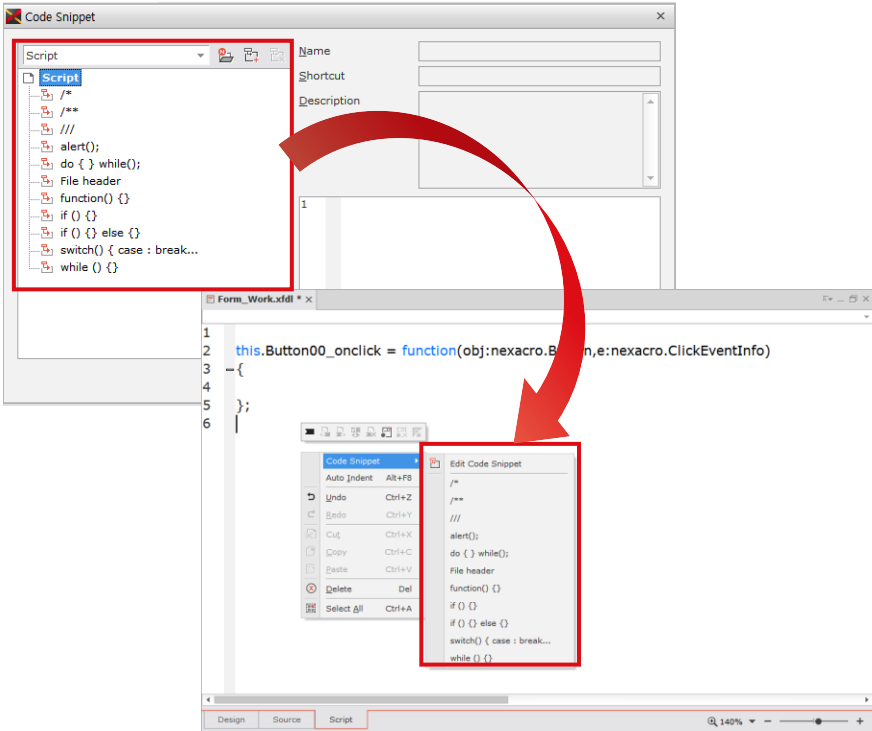 Code Snippet
Script
Script
/*
/**
///
alert();
do { } while();
File header
function() {}
if () {}
if () {} else {}
switch() { case : break...
while () {}
Name
Shortcut
Description
1
Form_Work.xfdl *
1
2 this.Button00_onclick = function(obj:nexacro.B n,e:nexacro.ClickEventInfo)
3 {
4
5 };
6
Code Snippet
Auto Indent Alt+F8
Undo Ctrl+Z
Redo Ctrl+Y
Cut Ctrl+X
Copy Ctrl+C
Paste Ctrl+V
Delete Del
Select All Ctrl+A
Edit Code Snippet
/*
/**
///
alert();
do { } while();
File header
function() {}
if () {}
if () {} else {}
switch() { case : break...
while () {}
Design Source Script 140%